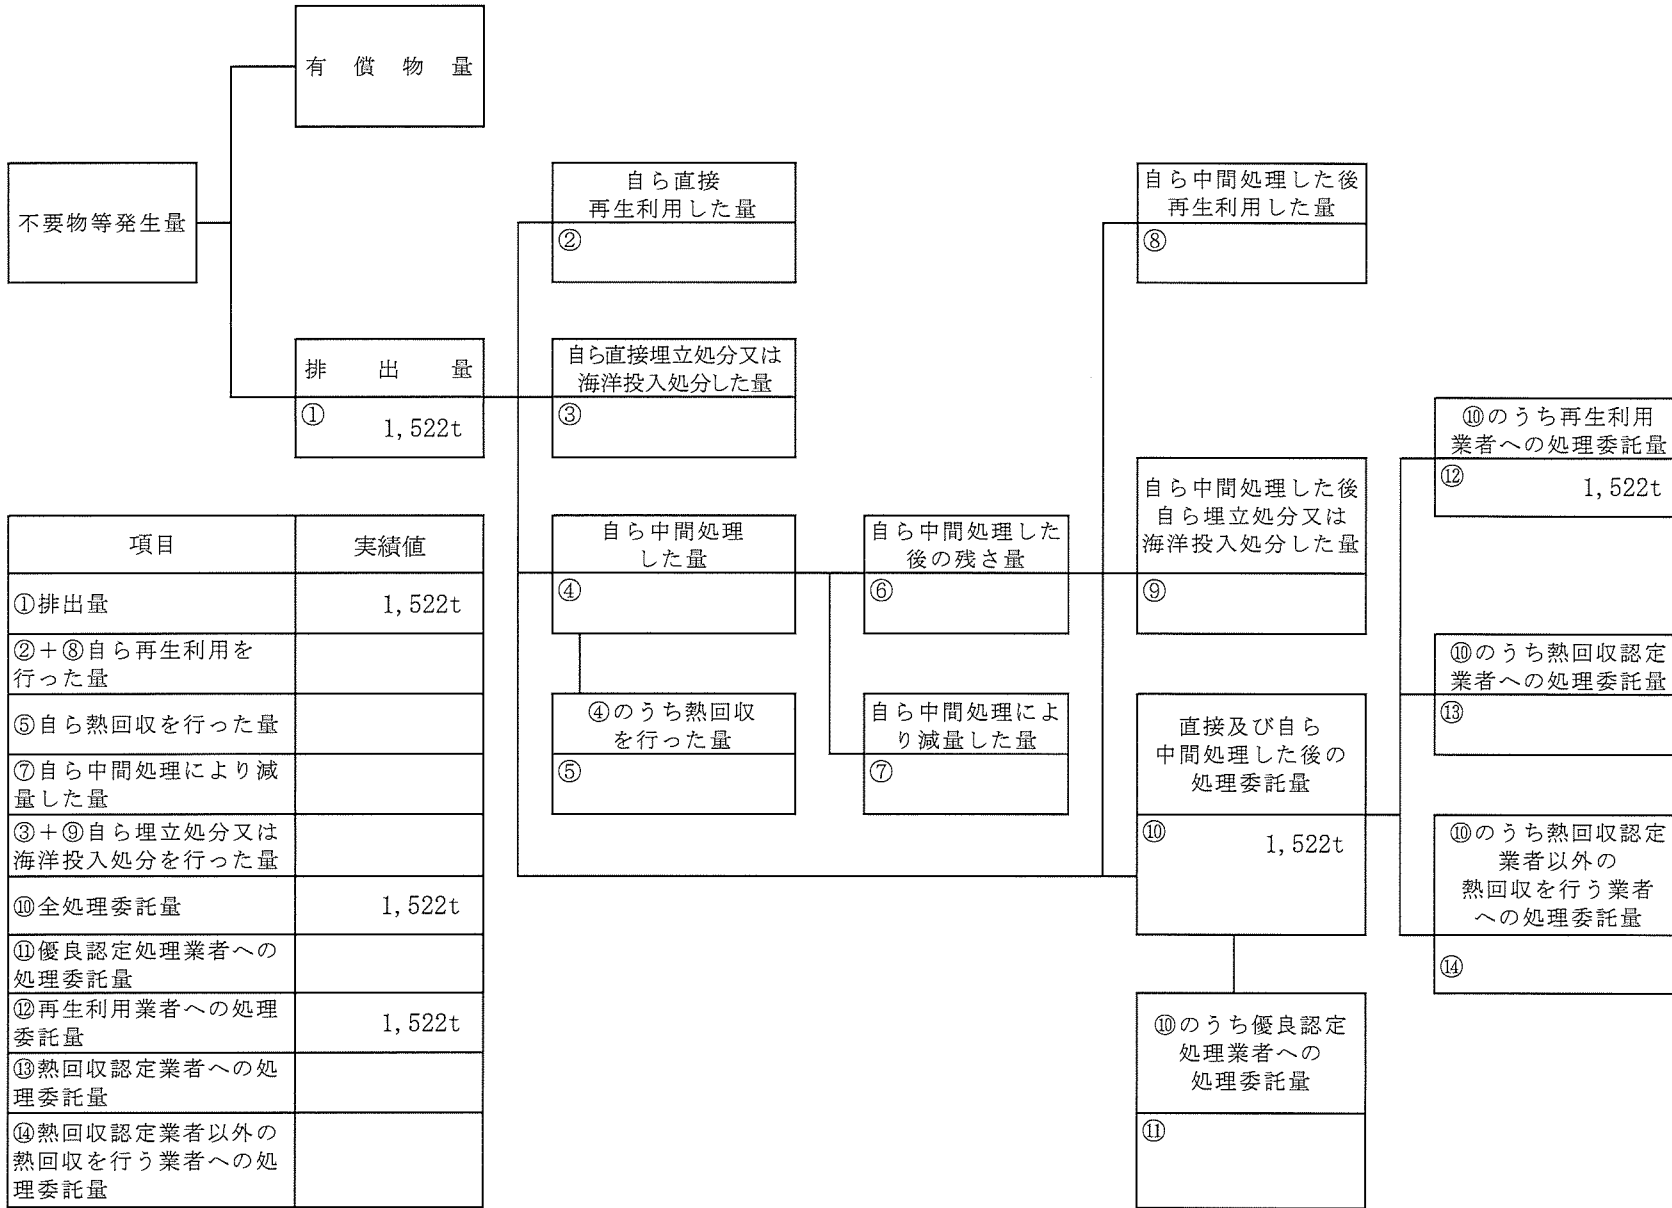 有償物量
不要物等発生量
排出量
① 1,522t
自ら直接
再生利用した量
②
自ら直接埋立処分又は
海洋投入処分した量
③
自ら中間処理
した量
④
④のうち熱回収
を行った量
⑤
自ら中間処理した
後の残さ量
⑥
自ら中間処理によ
り減量した量
⑦
自ら中間処理した後
再生利用した量
⑧
自ら中間処理した後
自ら埋立処分又は
海洋投入処分した量
⑨
直接及び自ら
中間処理した後の
処理委託量
⑩ 1,522t
⑩のうち優良認定
処理業者への
処理委託量
⑪
⑩のうち再生利用
業者への処理委託量
⑫ 1,522t
⑩のうち熱回収認定
業者への処理委託量
⑬
⑩のうち熱回収認定
業者以外の
熱回収を行う業者
への処理委託量
⑭
項目 実績値
①排出量 1,522t
②+⑧自ら再生利用を
行った量
⑤自ら熱回収を行った量
⑦自ら中間処理により減
量した量
③+⑨自ら埋立処分又は
海洋投入処分を行った量
⑩全処理委託量 1,522t
⑪優良認定処理業者への
処理委託量
⑫再生利用業者への処理
委託量 1,522t
⑬熱回収認定業者への処
理委託量
⑭熱回収認定業者以外の
熱回収を行う業者への処
理委託量